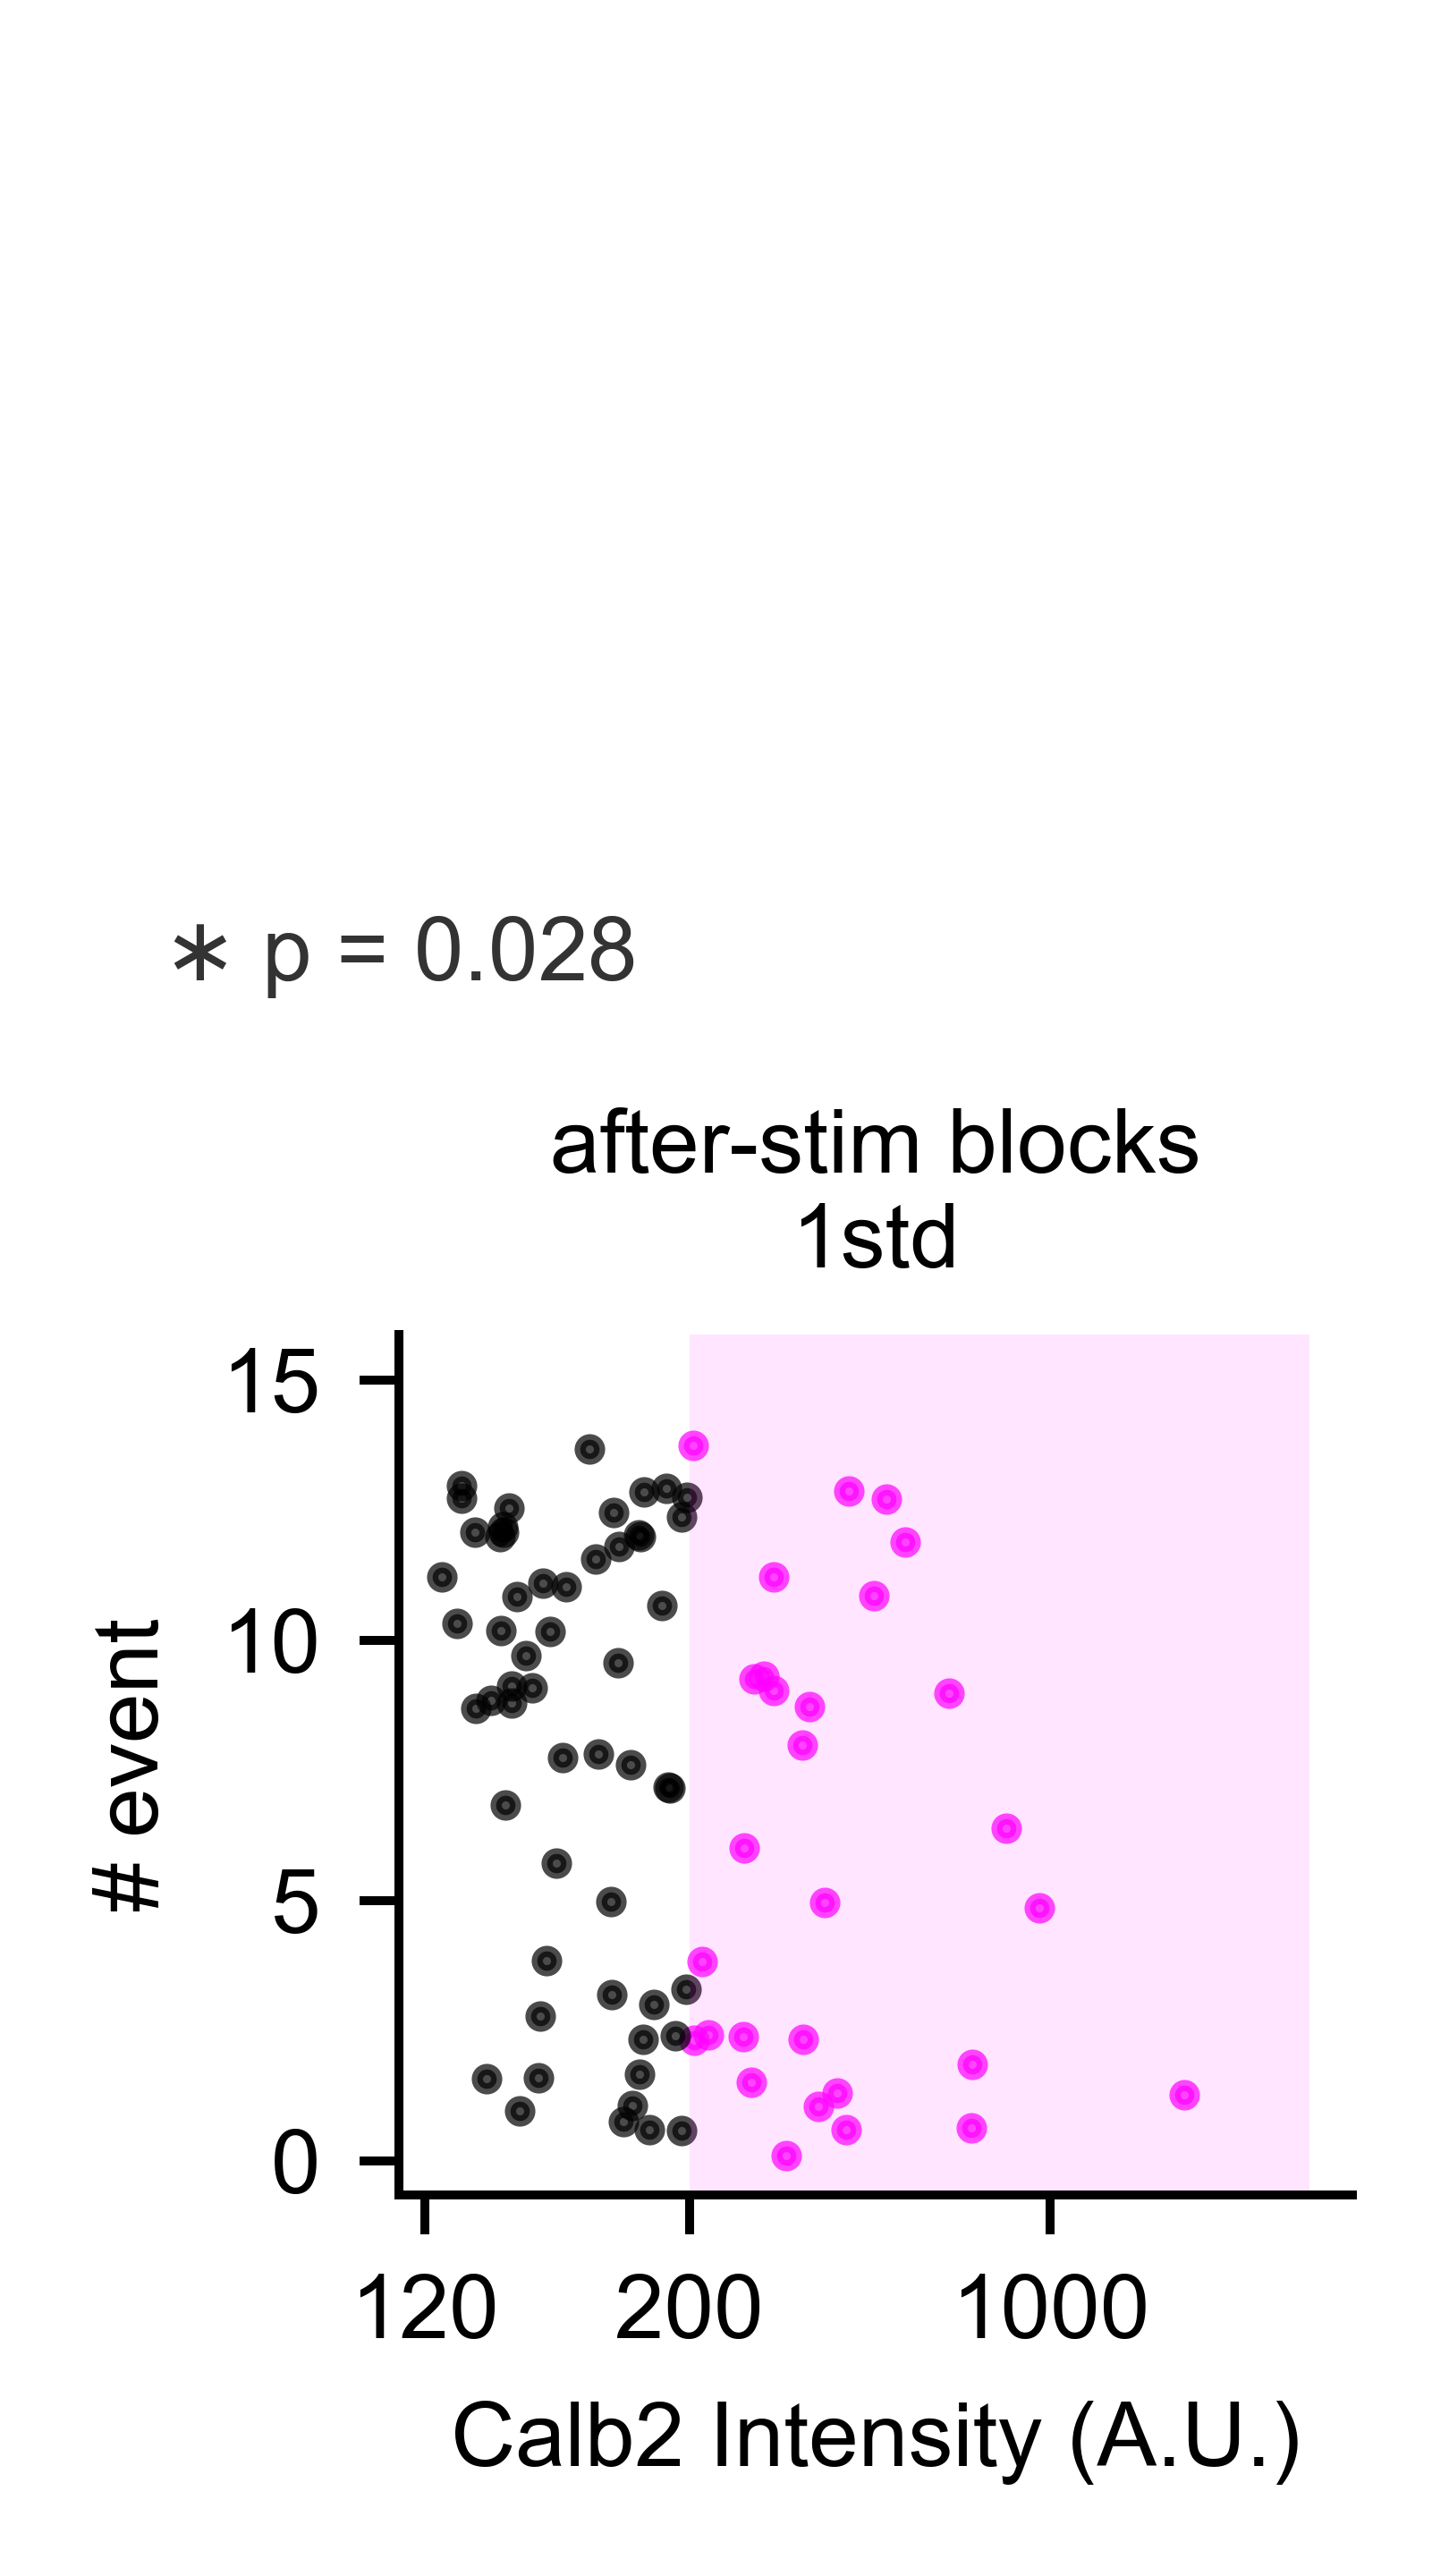 ∗ p = 0.028
after-stim blocks
1std
15
10
5
0
# event
120 200 1000
Calb2 Intensity (A.U.)